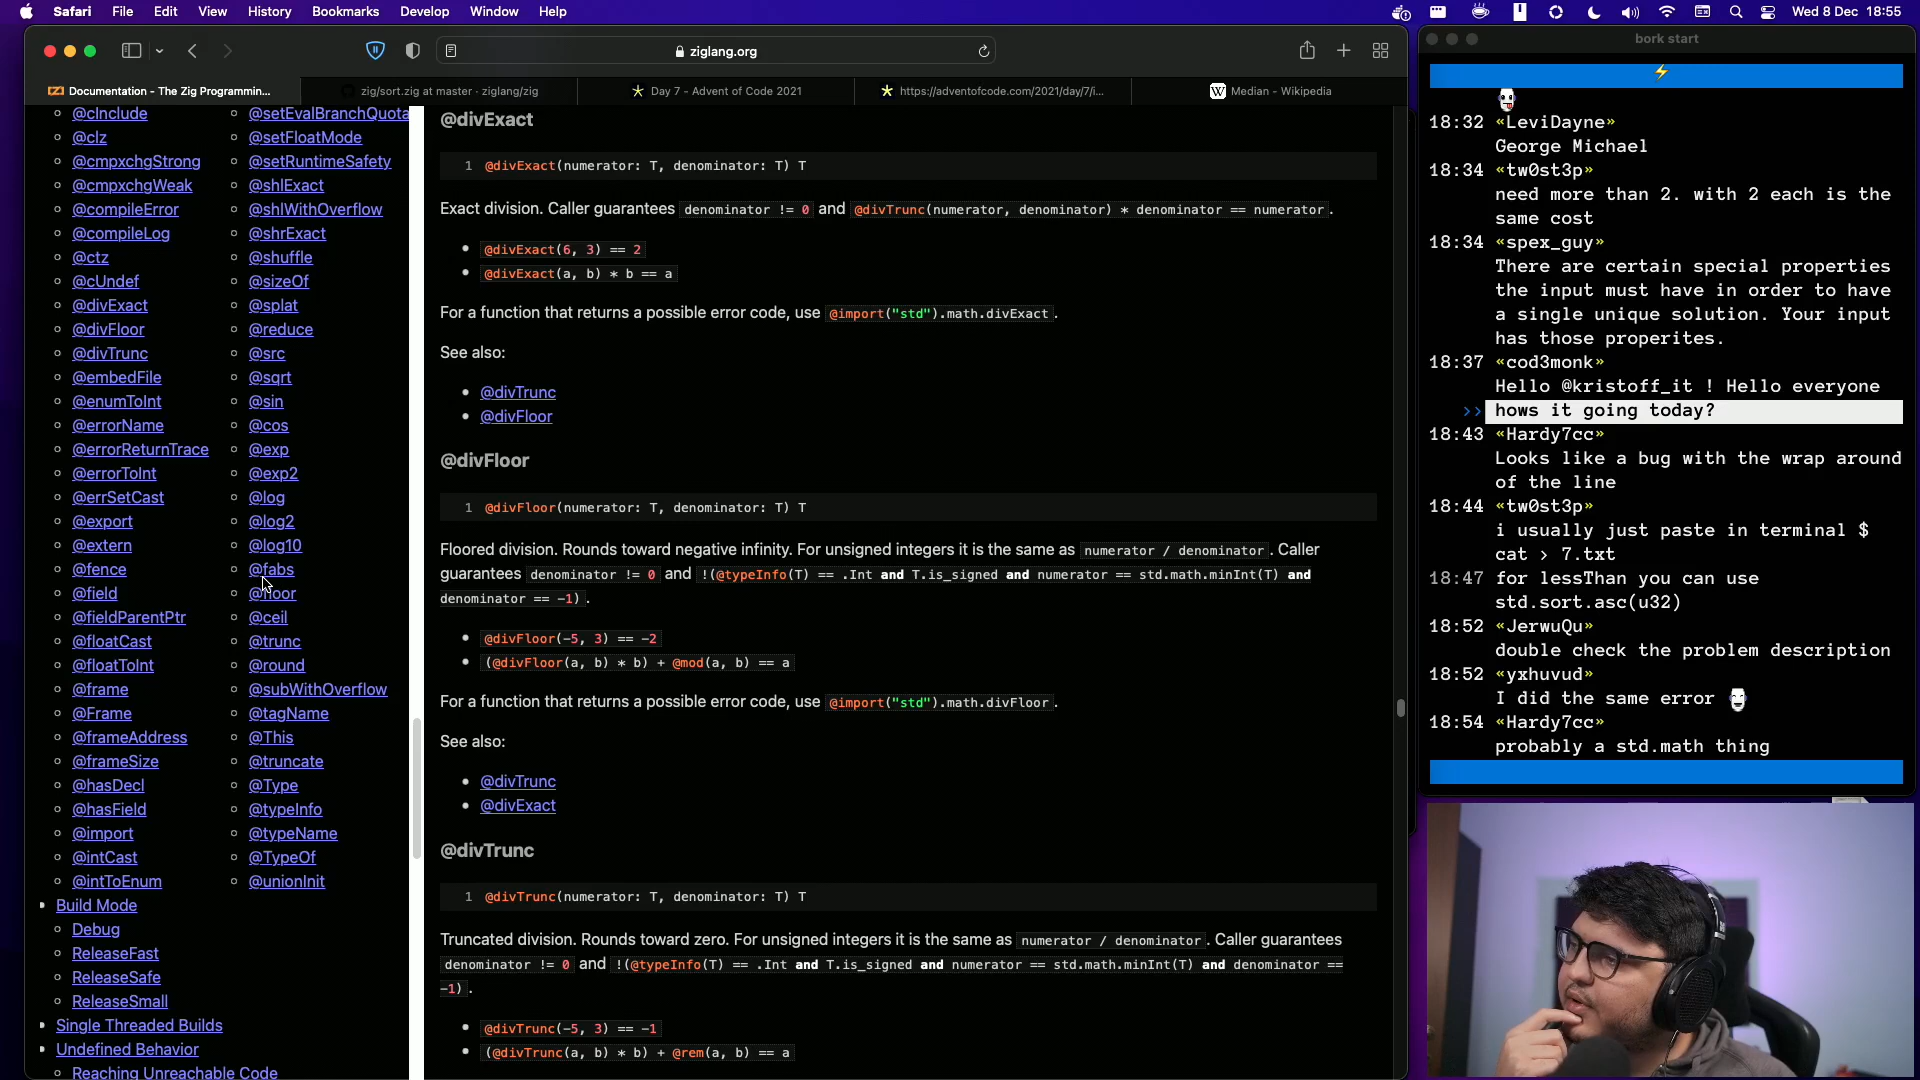 Safari File Edit View History Bookmarks Develop Window Help
Wed 8 Dec 18:55
ziglang.org
Documentation - The Zig Programmin...
zig/sort.zig at master · ziglang/zig
Day 7 - Advent of Code 2021
https://adventofcode.com/2021/day/7/i...
W Median - Wikipedia
@cInclude
@clz
@cmpxchgStrong
@cmpxchgWeak
@compileError
@compileLog
@ctz
@cUndef
@divExact
@divFloor
@divTrunc
@embedFile
@enumToInt
@errorName
@errorReturnTrace
@errorToInt
@errSetCast
@export
@extern
@fence
@field
@fieldParentPtr
@floatCast
@floatToInt
@frame
@Frame
@frameAddress
@frameSize
@hasDecl
@hasField
@import
@intCast
@intToEnum
@setEvalBranchQuota
@setFloatMode
@setRuntimeSafety
@shlExact
@shlWithOverflow
@shrExact
@shuffle
@sizeOf
@splat
@reduce
@src
@sqrt
@sin
@cos
@exp
@exp2
@log
@log2
@log10
@fabs
@floor
@ceil
@trunc
@round
@subWithOverflow
@tagName
@This
@truncate
@Type
@typeInfo
@typeName
@TypeOf
@unionInit
Build Mode
Debug
ReleaseFast
ReleaseSafe
ReleaseSmall
Single Threaded Builds
Undefined Behavior
Reaching Unreachable Code
@divExact
1 @divExact(numerator: T, denominator: T) T
Exact division. Caller guarantees denominator != 0 and @divTrunc(numerator, denominator) * denominator == numerator.
@divExact(6, 3) == 2
@divExact(a, b) * b == a
For a function that returns a possible error code, use @import("std").math.divExact.
See also:
@divTrunc
@divFloor
@divFloor
1 @divFloor(numerator: T, denominator: T) T
Floored division. Rounds toward negative infinity. For unsigned integers it is the same as numerator / denominator. Caller
guarantees denominator != 0 and !(@typeInfo(T) == .Int and T.is_signed and numerator == std.math.minInt(T) and
denominator == -1).
@divFloor(-5, 3) == -2
(@divFloor(a, b) * b) + @mod(a, b) == a
For a function that returns a possible error code, use @import("std").math.divFloor.
See also:
@divTrunc
@divExact
@divTrunc
1 @divTrunc(numerator: T, denominator: T) T
Truncated division. Rounds toward zero. For unsigned integers it is the same as numerator / denominator. Caller guarantees
denominator != 0 and !(@typeInfo(T) == .Int and T.is_signed and numerator == std.math.minInt(T) and denominator ==
-1).
@divTrunc(-5, 3) == -1
(@divTrunc(a, b) * b) + @rem(a, b) == a
bork start
18:32 «LeviDayne»
George Michael
18:34 «tw0st3p»
need more than 2. with 2 each is the
same cost
18:34 «spex_guy»
There are certain special properties
the input must have in order to have
a single unique solution. Your input
has those properites.
18:37 «cod3monk»
Hello @kristoff_it ! Hello everyone
>> hows it going today?
18:43 «Hardy7cc»
Looks like a bug with the wrap around
of the line
18:44 «tw0st3p»
i usually just paste in terminal $
cat > 7.txt
18:47 for lessThan you can use
std.sort.asc(u32)
18:52 «JerwuQu»
double check the problem description
18:52 «yxhuvud»
I did the same error
18:54 «Hardy7cc»
probably a std.math thing